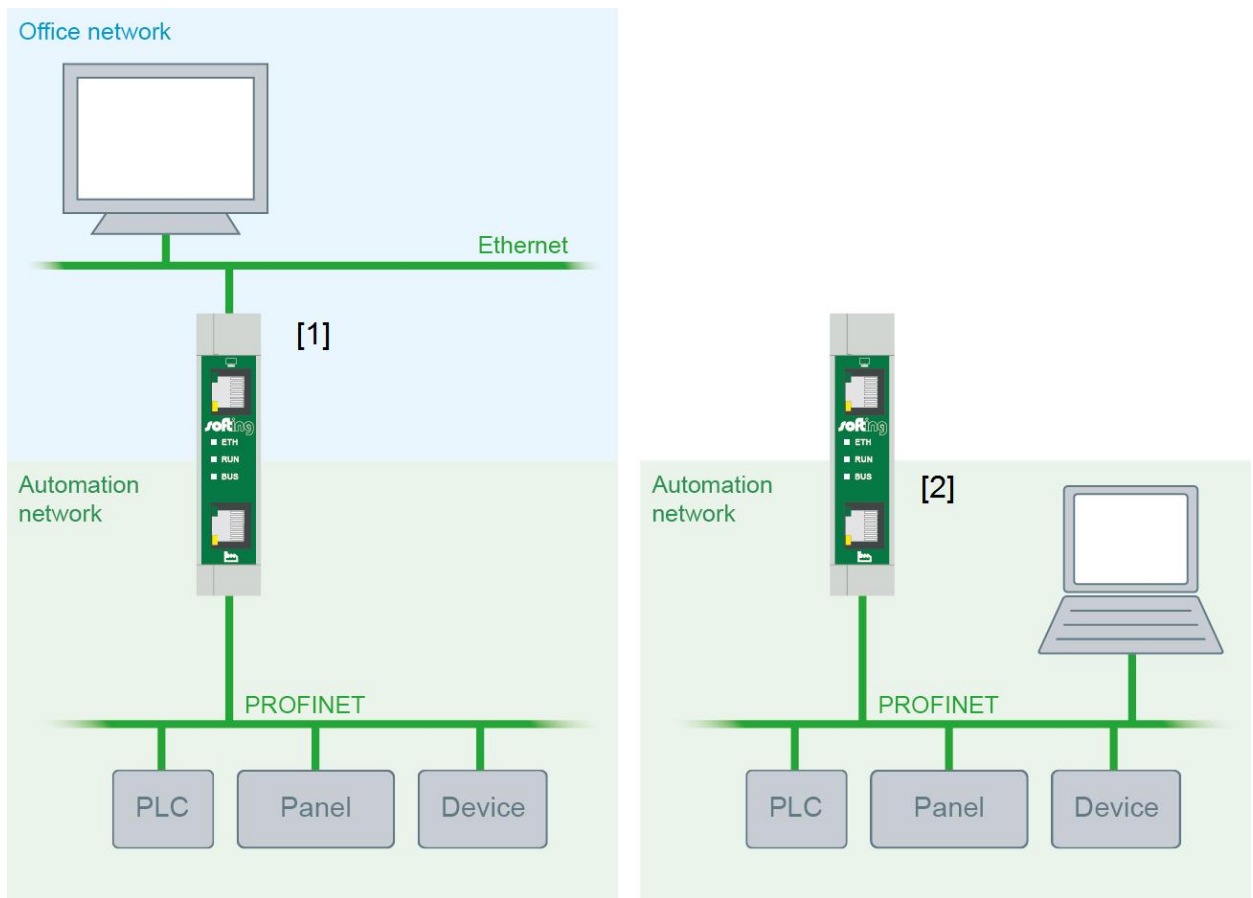 Office network
Ethernet
[1]
softing
ETH
RUN
BUS
Automation
network
PROFINET
PLC
Panel
Device
softing
ETH
RUN
BUS
[2]
Automation
network
PROFINET
PLC
Panel
Device